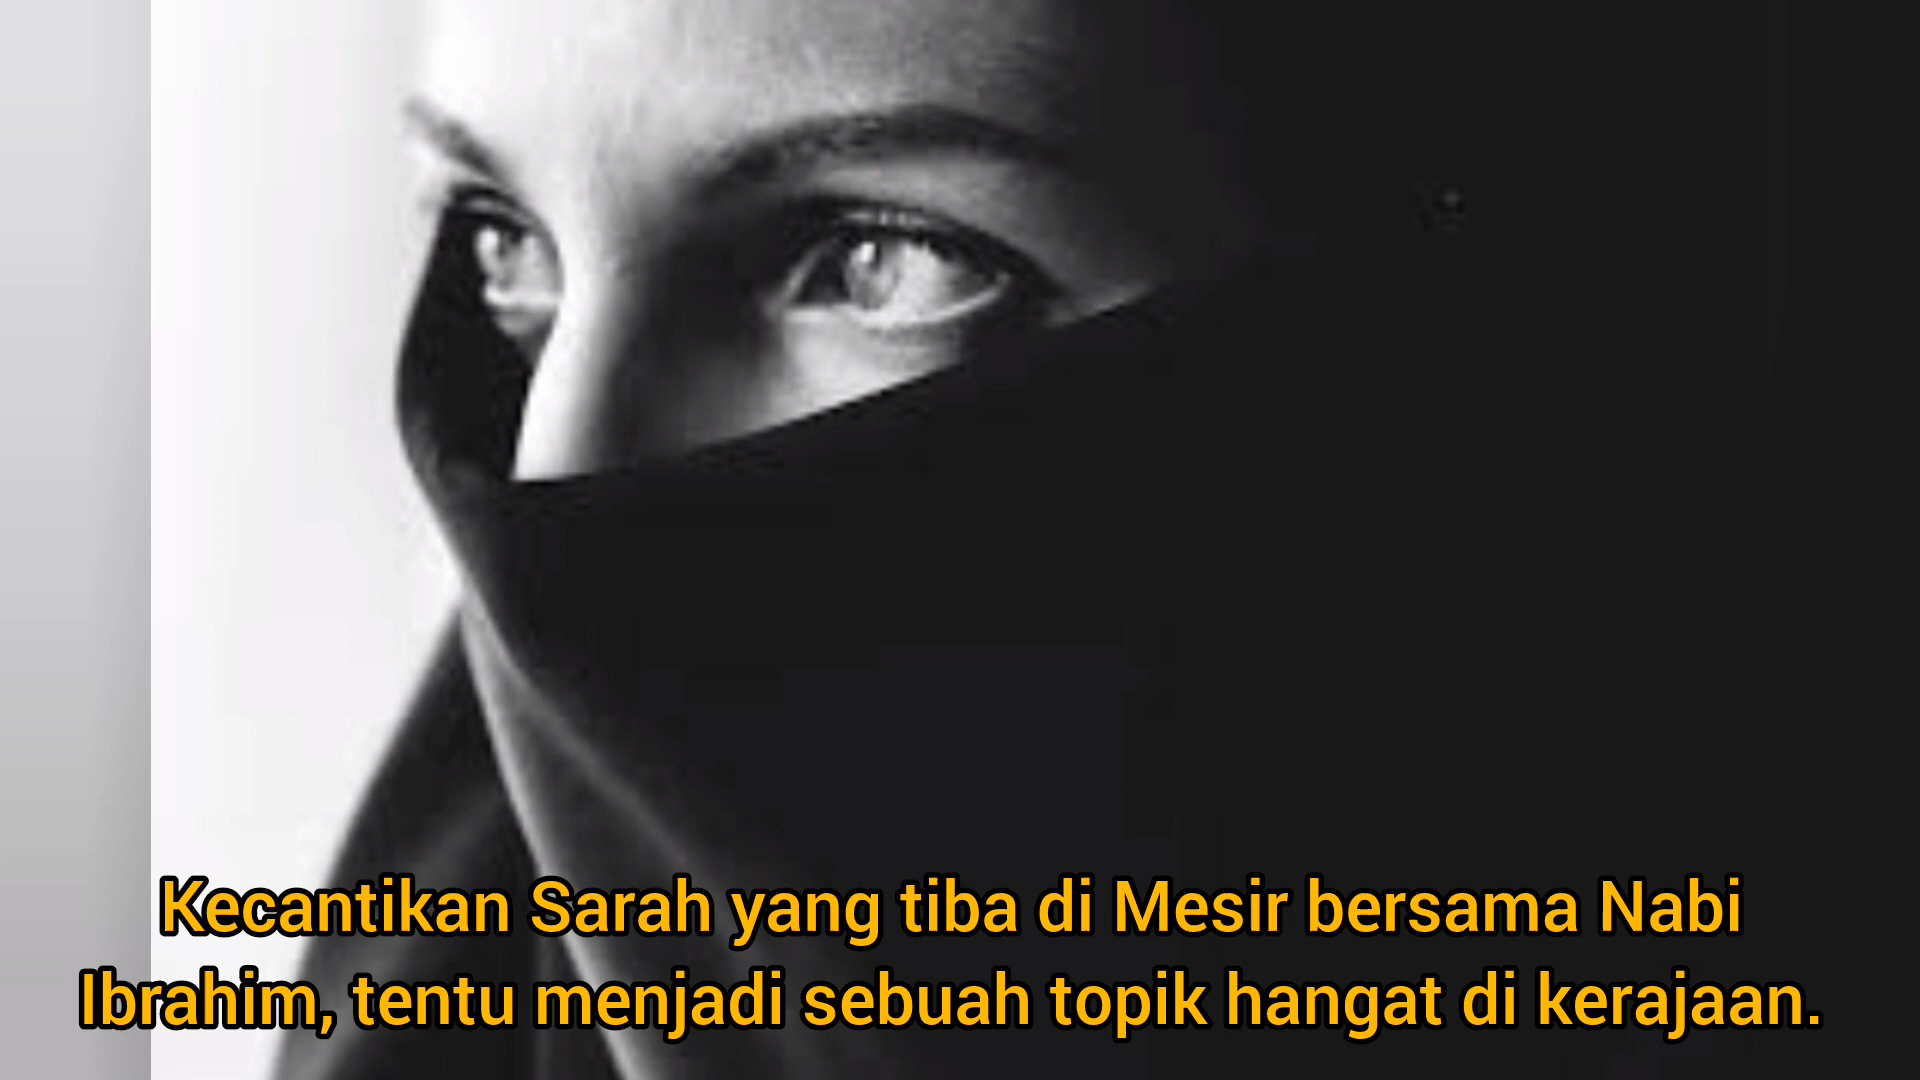 Kecantikan Sarah yang tiba di Mesir bersama Nabi
Ibrahim, tentu menjadi sebuah topik hangat di kerajaan.